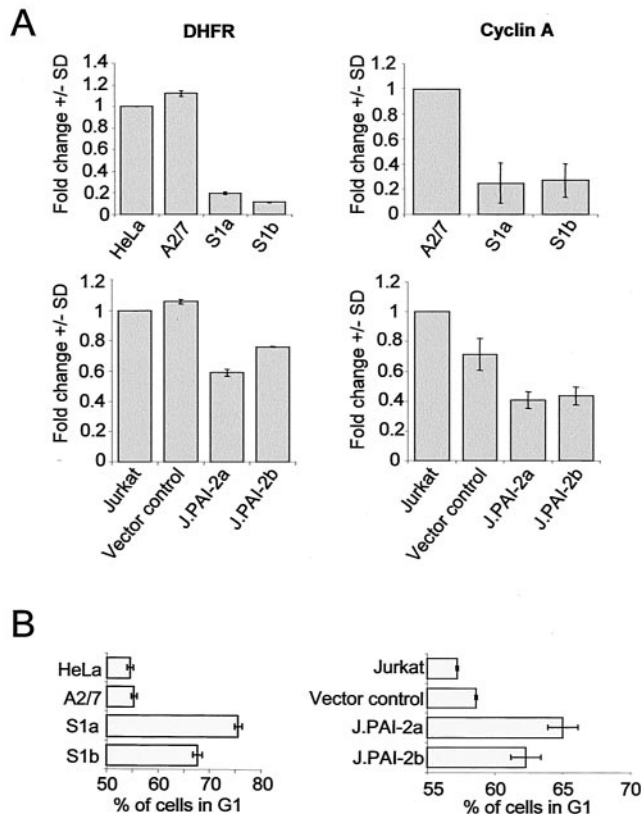 A
DHFR
Cyclin A
Fold change +/- SD
1.4
1.2
1
0.8
0.6
0.4
0.2
0
HeLa
A2/7
S1a
S1b
Fold change +/- SD
1.2
1
0.8
0.6
0.4
0.2
0
A2/7
S1a
S1b
Fold change +/- SD
1.2
1
0.8
0.6
0.4
0.2
0
Jurkat
Vector control
J.PAI-2a
J.PAI-2b
Fold change +/- SD
1.2
1
0.8
0.6
0.4
0.2
0
Jurkat
Vector control
J.PAI-2a
J.PAI-2b
B
HeLa
A2/7
S1a
S1b
50 60 70 80
% of cells in G1
Jurkat
Vector control
J.PAI-2a
J.PAI-2b
55 60 65 70
% of cells in G1